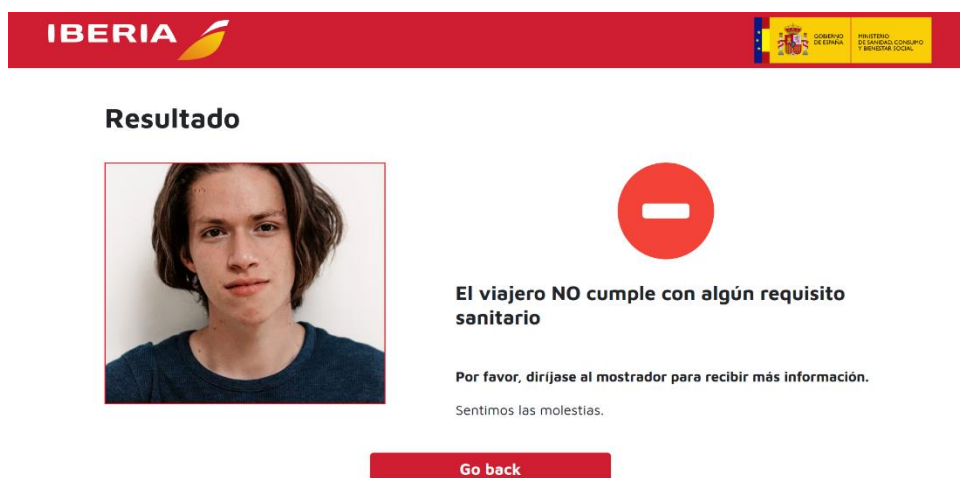 IBERIA
GOBIERNO
DE ESPAÑA
MINISTERIO
DE SANIDAD, CONSUMO
Y BIENESTAR SOCIAL
Resultado
El viajero NO cumple con algún requisito
sanitario
Por favor, diríjase al mostrador para recibir más información.
Sentimos las molestias.
Go back